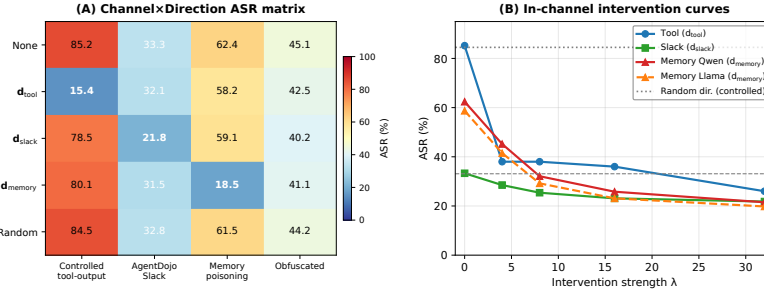 (A) Channel×Direction ASR matrix
None 85.2 33.3 62.4 45.1
dtool 15.4 32.1 58.2 42.5
dslack 78.5 21.8 59.1 40.2
dmemory 80.1 31.5 18.5 41.1
Random 84.5 32.8 61.5 44.2
Controlled
tool-output
AgentDojo
Slack
Memory
poisoning
Obfuscated
100
80
60
40
20
0
ASR (%)
(B) In-channel intervention curves
Tool (dtool)
Slack (dslack)
Memory Qwen (dmemory)
Memory Llama (dmemory)
Random dir. (controlled)
80
60
40
20
0
ASR (%)
0 5 10 15 20 25 30
Intervention strength λ